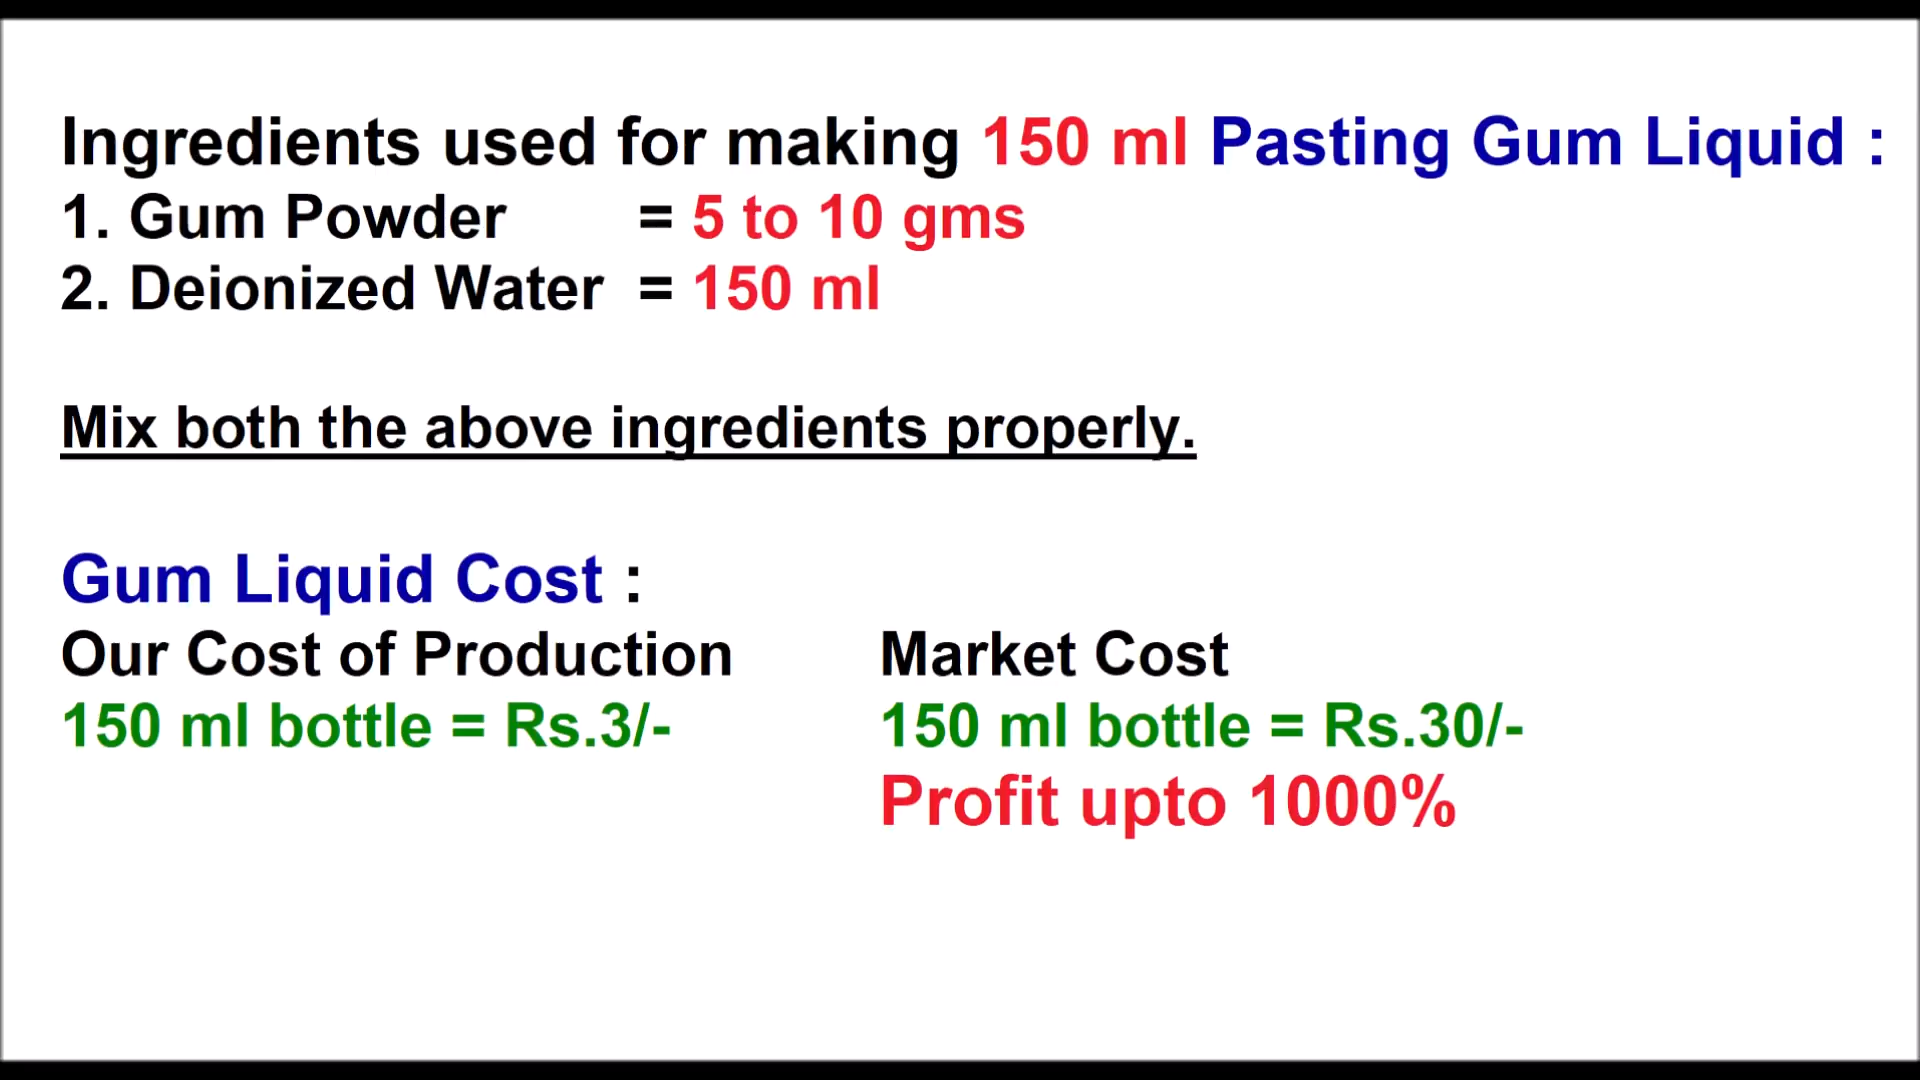 Ingredients used for making 150 ml Pasting Gum Liquid :
1. Gum Powder = 5 to 10 gms
2. Deionized Water = 150 ml
Mix both the above ingredients properly.
Gum Liquid Cost :
Our Cost of Production Market Cost
150 ml bottle = Rs.3/- 150 ml bottle = Rs.30/-
Profit upto 1000%